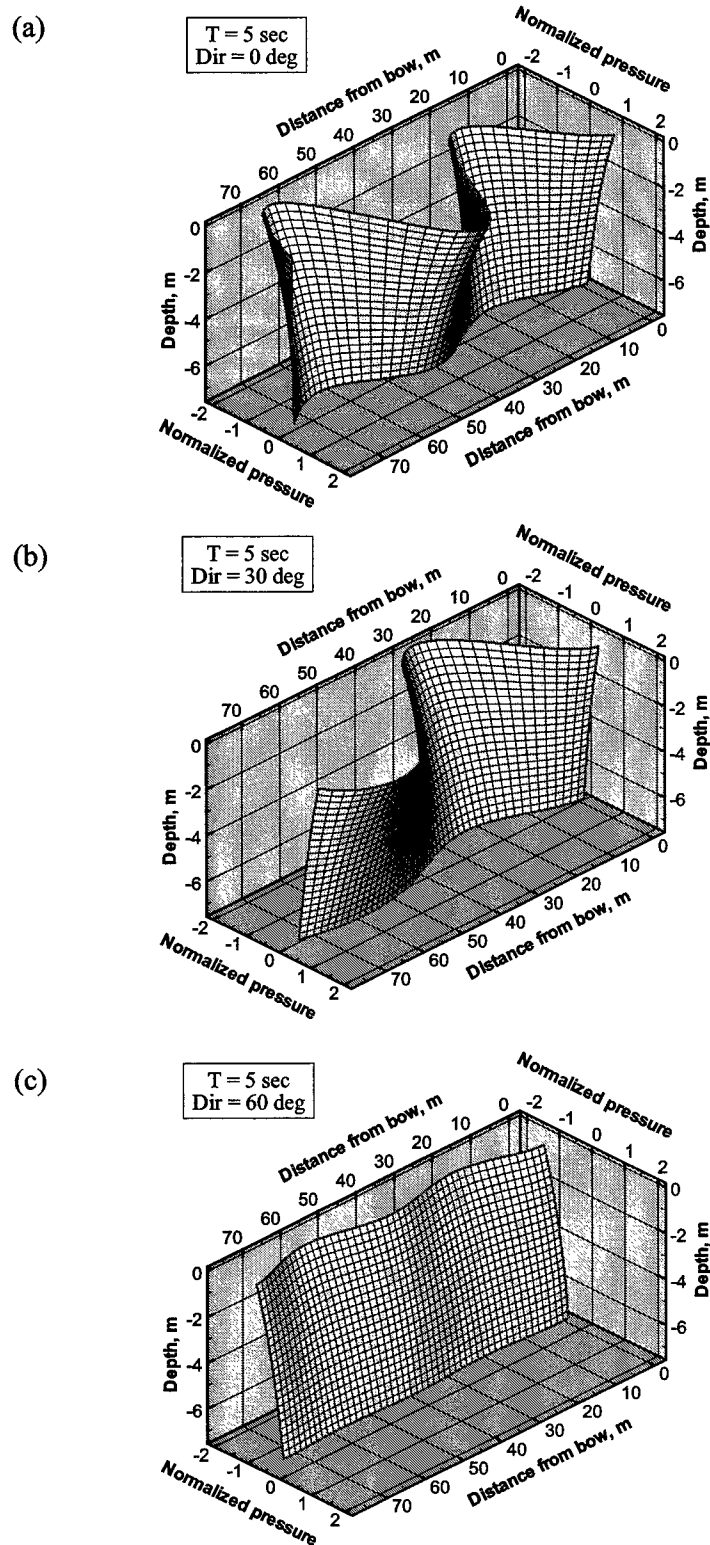 (a)
T = 5 sec
Dir = 0 deg
Distance from bow, m
70 60 50 40 30 20 10 0
Normalized pressure
-2 -1 0 1 2
Depth, m
0 -2 -4 -6
Depth, m
0 -2 -4 -6
Normalized pressure
-2 -1 0 1 2
Distance from bow, m
70 60 50 40 30 20 10 0
(b)
T = 5 sec
Dir = 30 deg
Distance from bow, m
70 60 50 40 30 20 10 0
Normalized pressure
-2 -1 0 1 2
Depth, m
0 -2 -4 -6
Depth, m
0 -2 -4 -6
Normalized pressure
-2 -1 0 1 2
Distance from bow, m
70 60 50 40 30 20 10 0
(c)
T = 5 sec
Dir = 60 deg
Distance from bow, m
70 60 50 40 30 20 10 0
Normalized pressure
-2 -1 0 1 2
Depth, m
0 -2 -4 -6
Depth, m
0 -2 -4 -6
Normalized pressure
-2 -1 0 1 2
Distance from bow, m
70 60 50 40 30 20 10 0